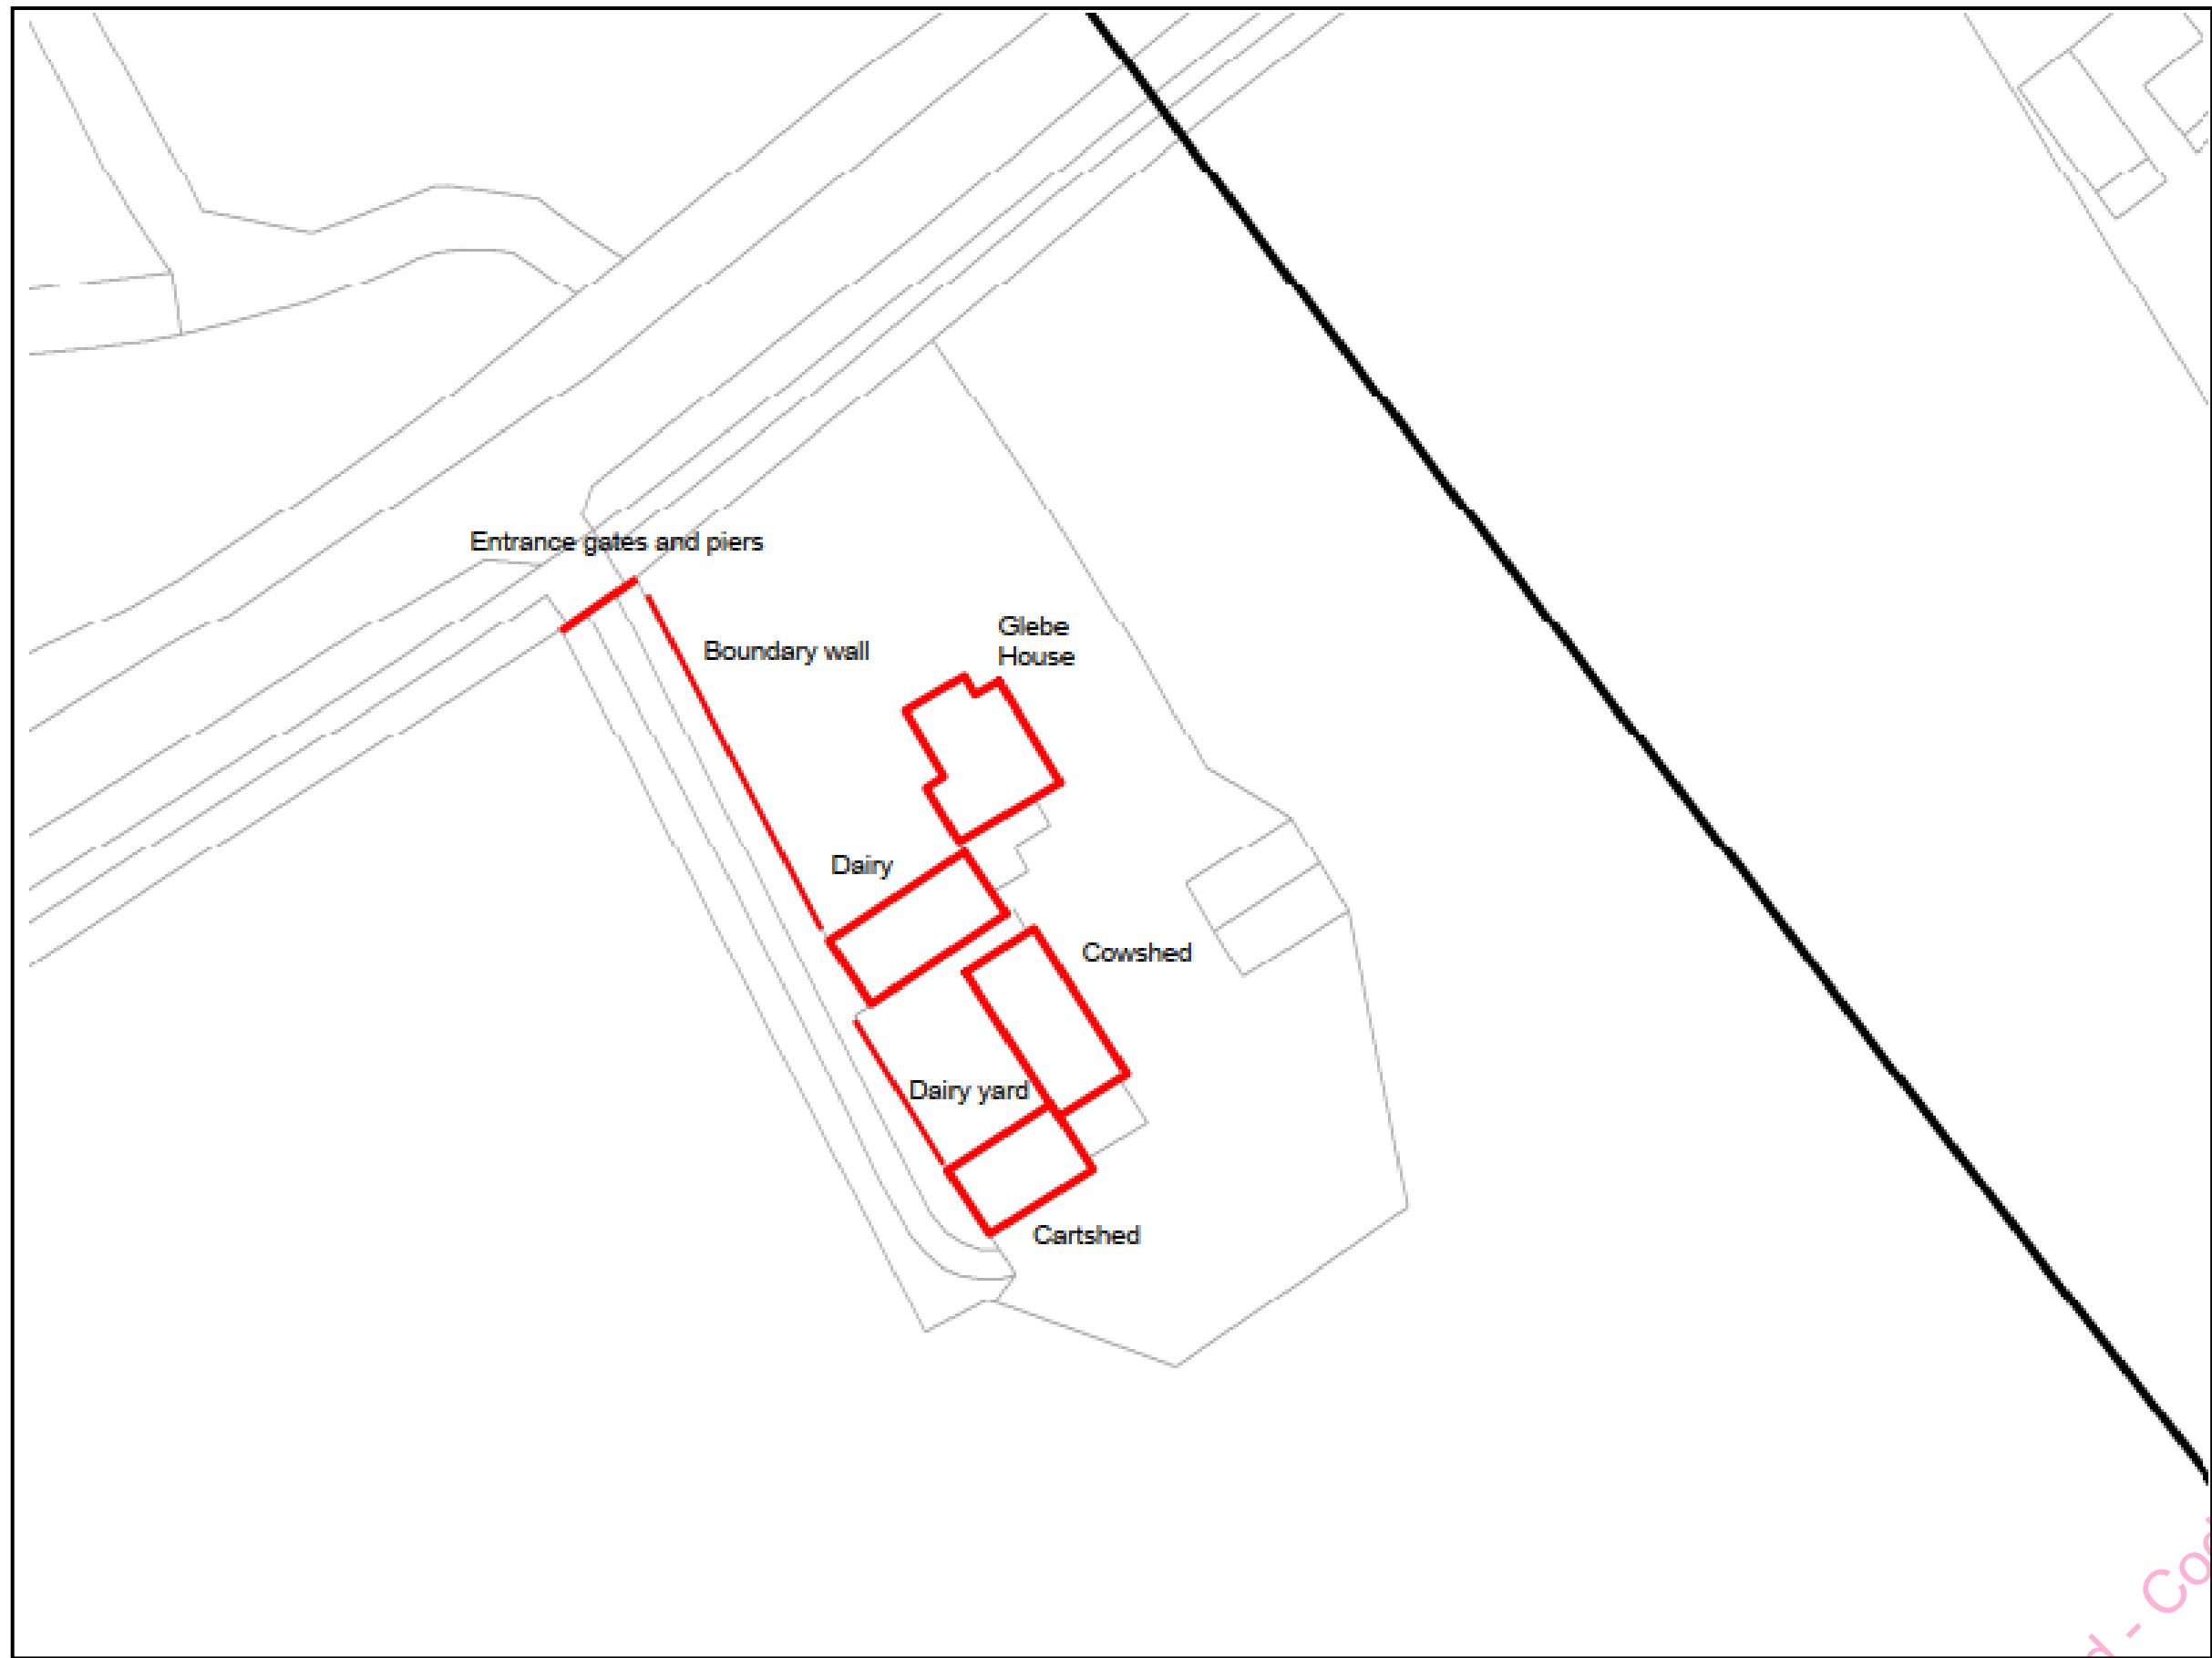 Entrance gates and piers
Glebe
House
Boundary wall
Dairy
Cowshed
Dairy yard
Cartshed